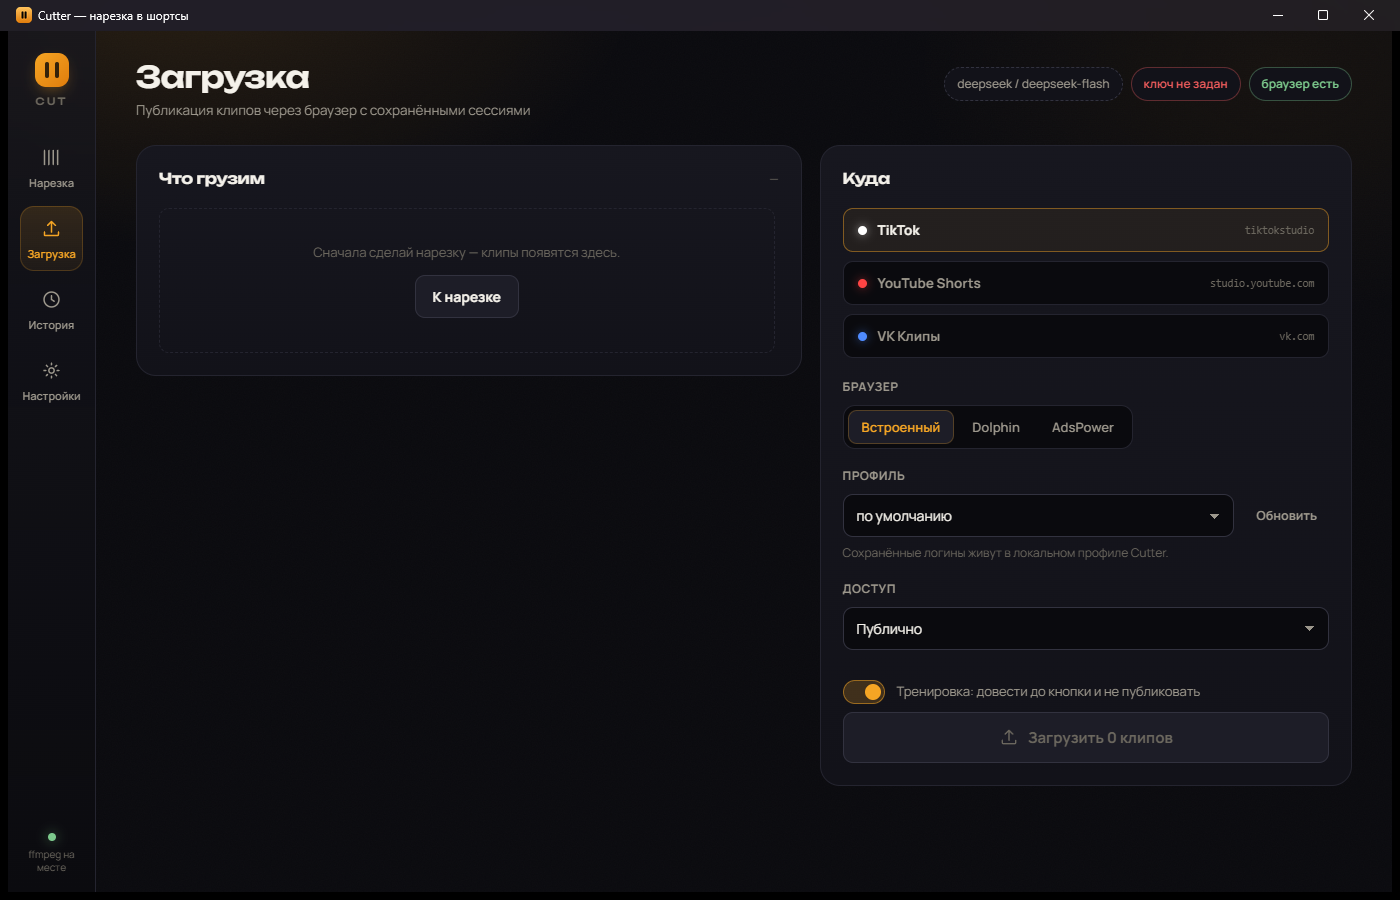 Cutter — нарезка в шортсы
CUT
Нарезка
Загрузка
История
Настройки
ffmpeg на
месте
Загрузка
Публикация клипов через браузер с сохранёнными сессиями
deepseek / deepseek-flash
ключ не задан
браузер есть
Что грузим
—
Сначала сделай нарезку — клипы появятся здесь.
К нарезке
Куда
TikTok
tiktokstudio
YouTube Shorts
studio.youtube.com
VK Клипы
vk.com
БРАУЗЕР
Встроенный
Dolphin
AdsPower
ПРОФИЛЬ
по умолчанию
Обновить
Сохранённые логины живут в локальном профиле Cutter.
ДОСТУП
Публично
Тренировка: довести до кнопки и не публиковать
Загрузить 0 клипов